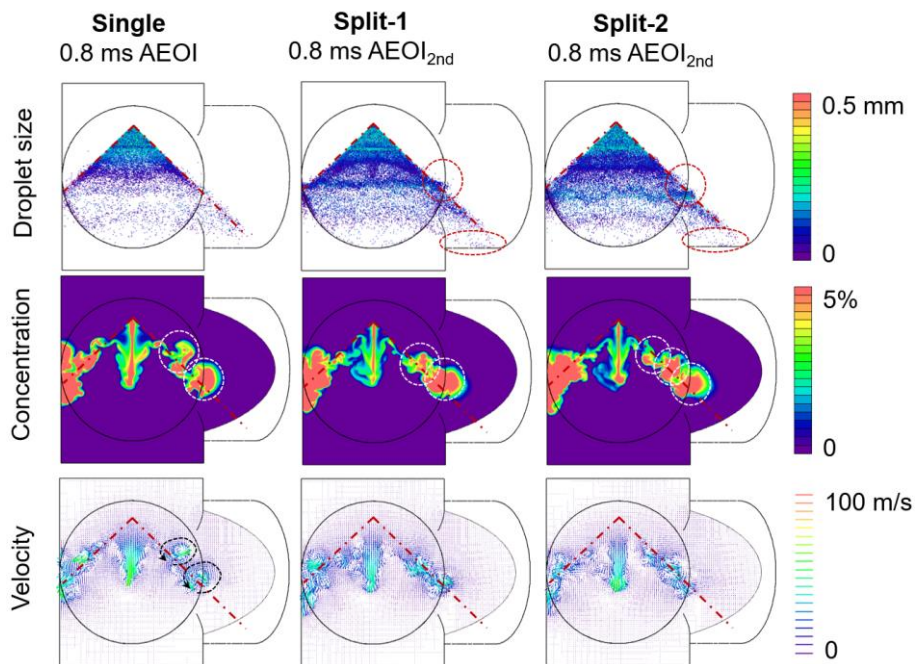 Single
0.8 ms AEOI
Split-1
0.8 ms AEOI2nd
Split-2
0.8 ms AEOI2nd
Droplet size
0.5 mm
0
Concentration
5%
0
Velocity
100 m/s
0